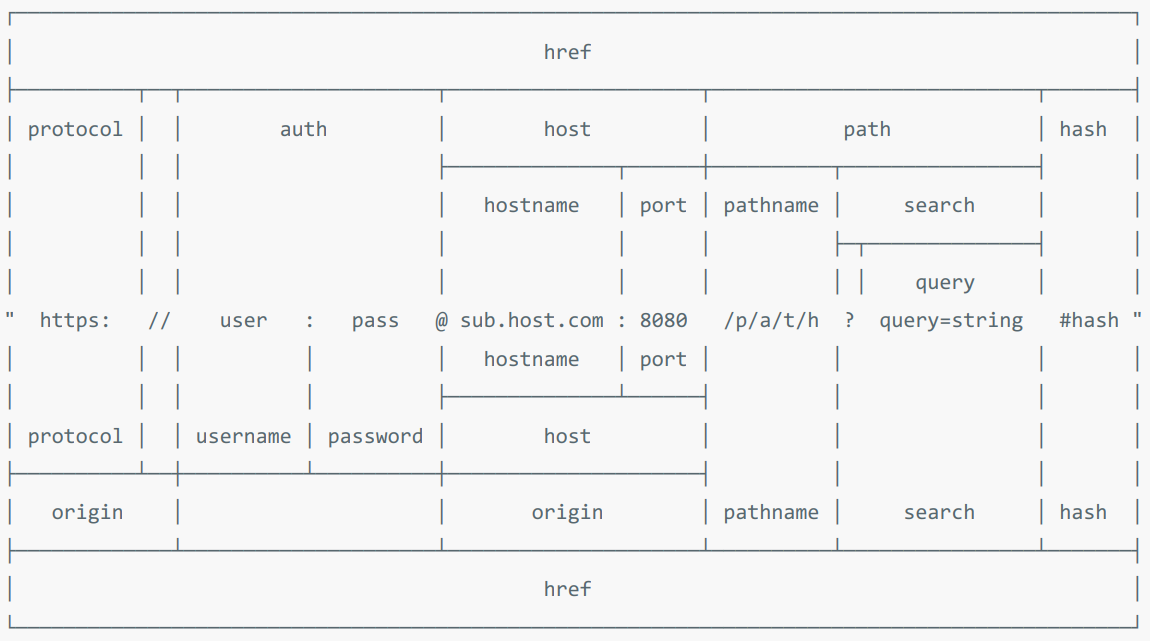 href
protocol auth host path hash
hostname port pathname search
query
" https: // user : pass @ sub.host.com : 8080 /p/a/t/h ? query=string #hash "
hostname port
protocol username password host
origin origin pathname search hash
href